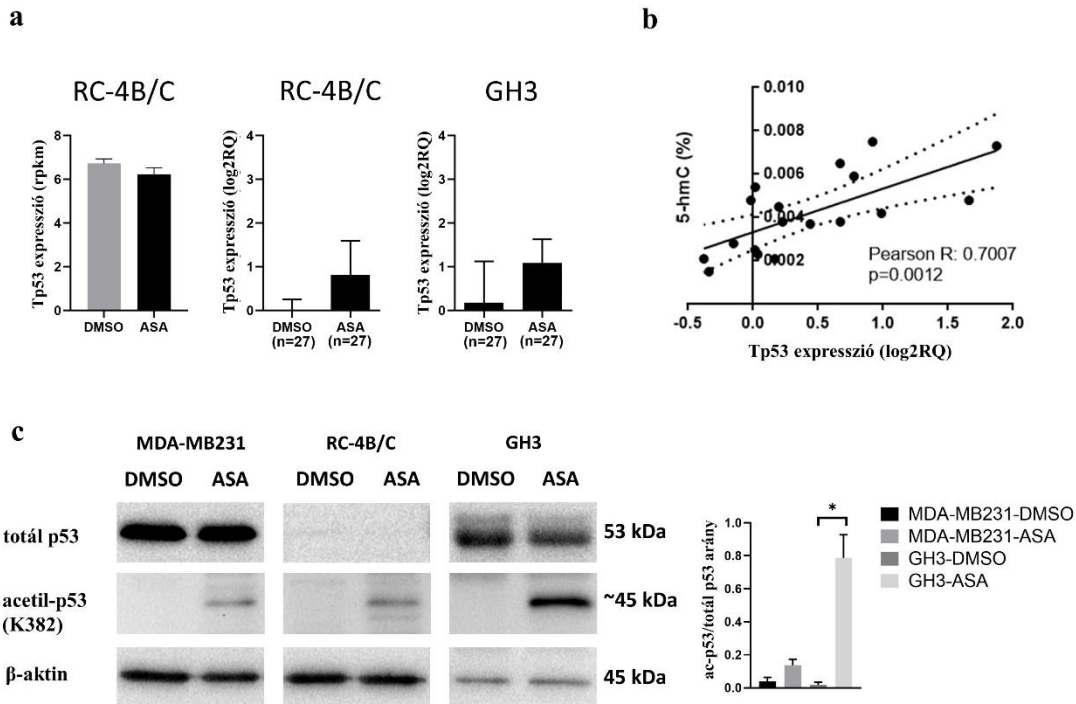 a
RC-4B/C
Tp53 expresszió (rpkm)
8
6
4
2
0
DMSO
ASA
RC-4B/C
Tp53 expresszió (log2RQ)
4
3
2
1
0
DMSO
(n=27)
ASA
(n=27)
GH3
Tp53 expresszió (log2RQ)
4
3
2
1
0
DMSO
(n=27)
ASA
(n=27)
b
5-hmC (%)
0.010
0.008
0.006
0.004
0.002
Pearson R: 0.7007
p=0.0012
-0.5
0.0
0.5
1.0
1.5
2.0
Tp53 expresszió (log2RQ)
c
MDA-MB231
RC-4B/C
GH3
DMSO
ASA
DMSO
ASA
DMSO
ASA
totál p53
53 kDa
acetil-p53
(K382)
~45 kDa
β-aktin
45 kDa
ac-p53/totál p53 arány
1.0
0.8
0.6
0.4
0.2
0.0
*
MDA-MB231-DMSO
MDA-MB231-ASA
GH3-DMSO
GH3-ASA